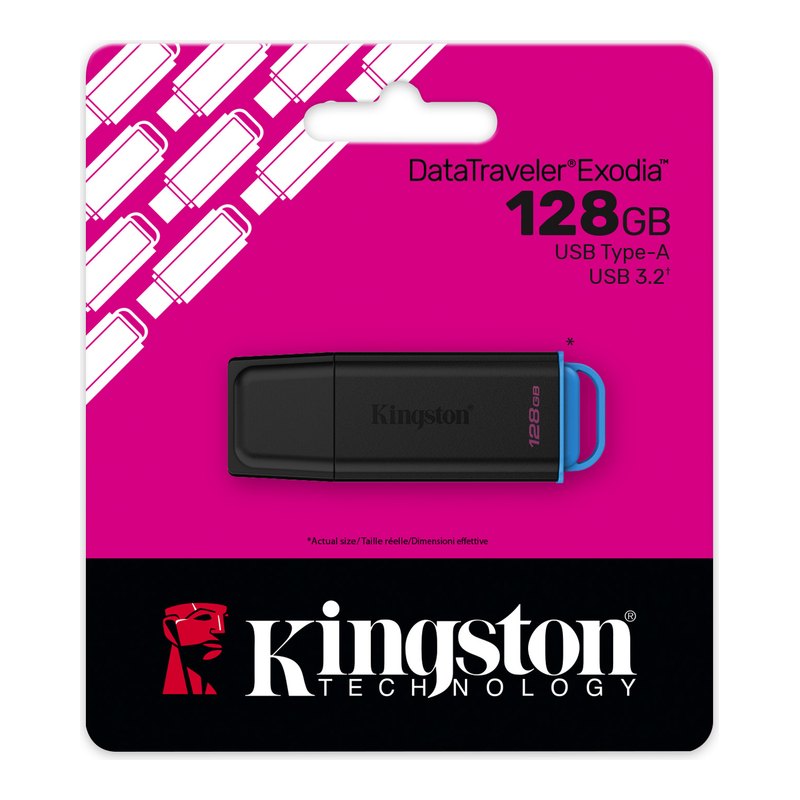 DataTraveler®Exodia™
128GB
USB Type-A
USB 3.2†
*
Kingston®
128GB
*Actual size/Taille réelle/Dimensioni effettive
Kingston®
TECHNOLOGY